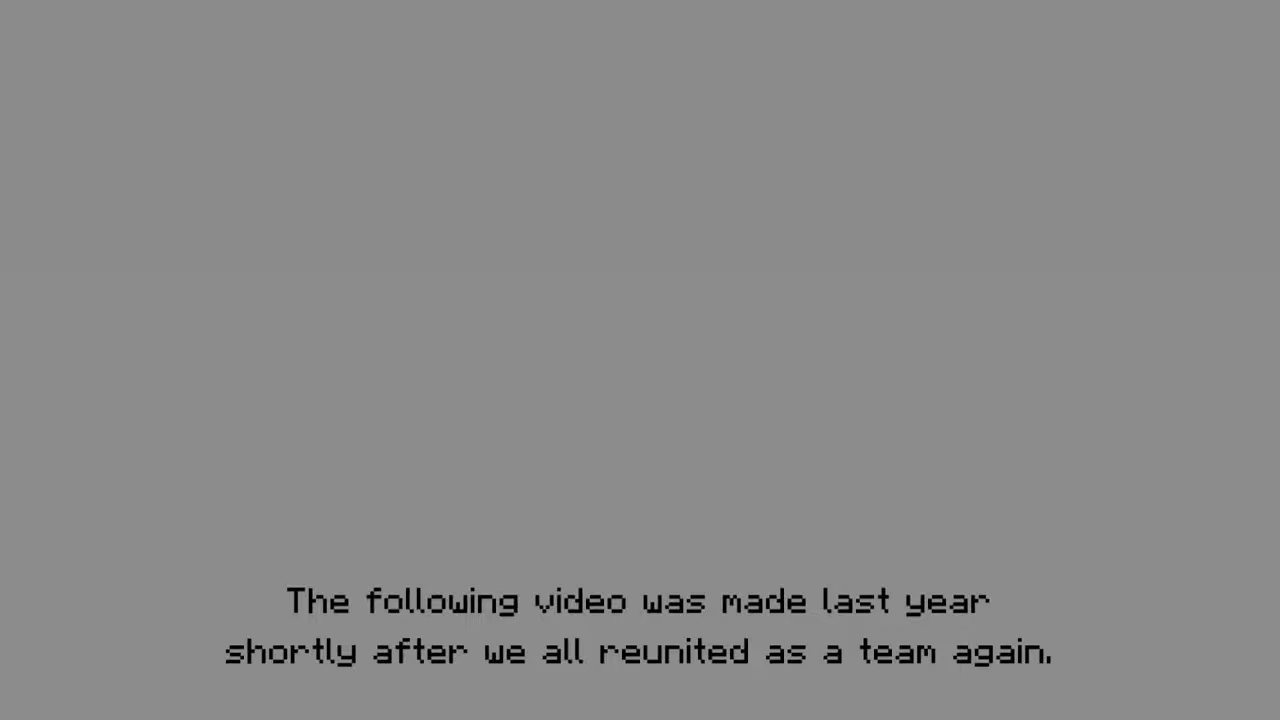 The following video was made last year
shortly after we all reunited as a team again.